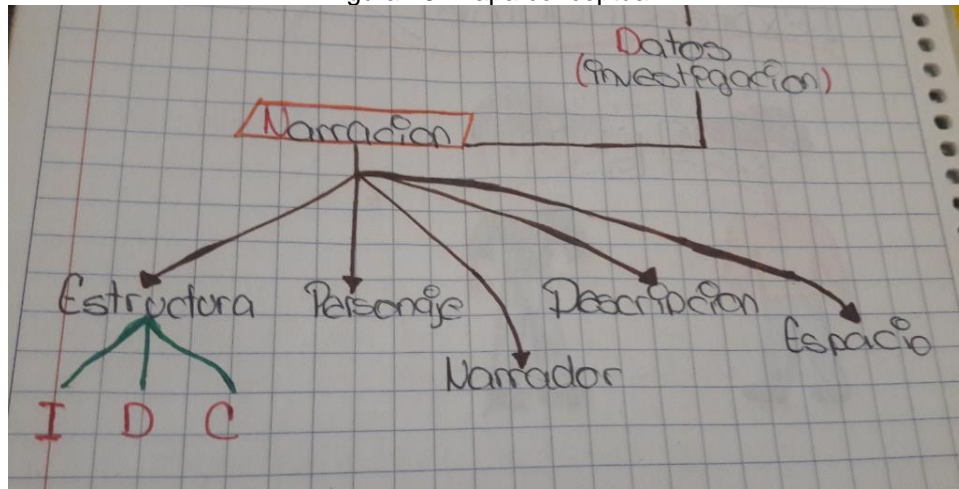 Datos
(investigacion)
Narracion
Estructura
Personaje
Descripcion
Espacio
Narrador
I D C